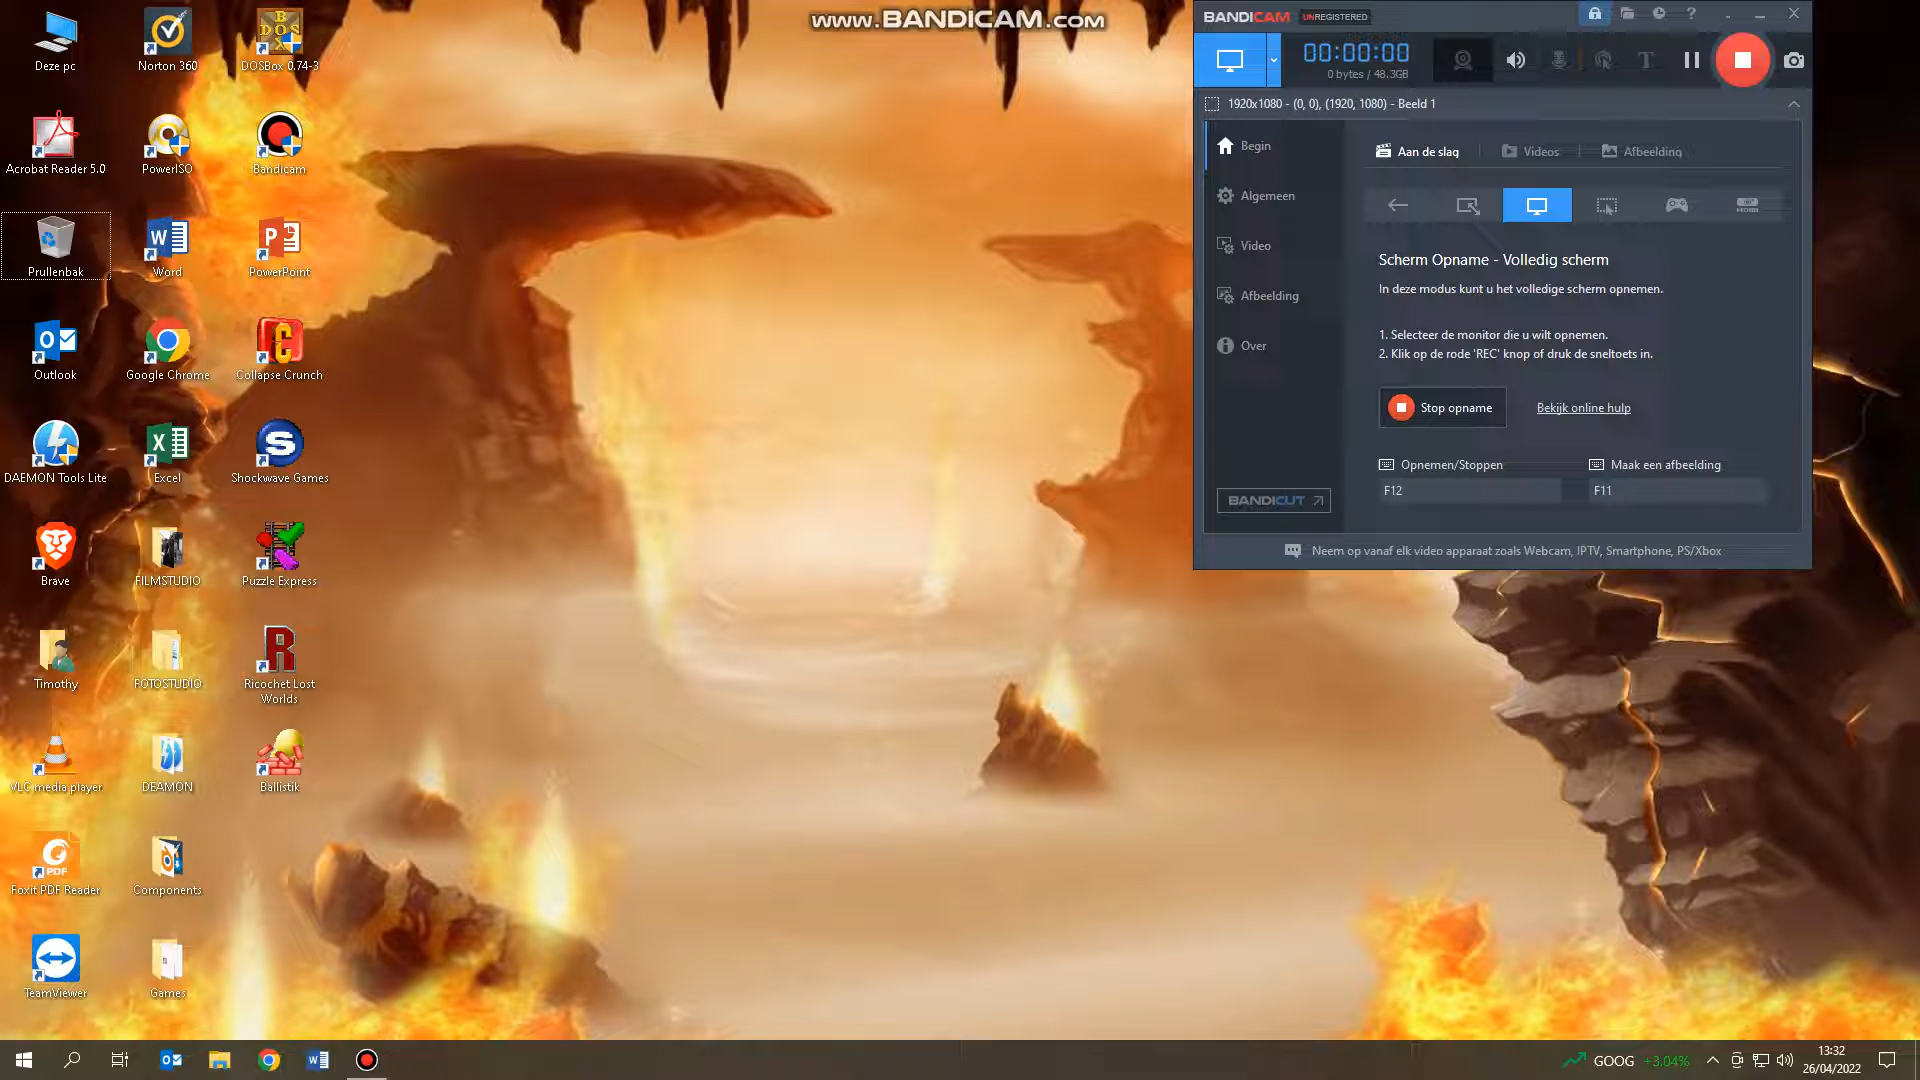 www.BANDICAM.com
Deze pc
Norton 360
DOSBox 0.74-3
Acrobat Reader 5.0
PowerISO
Bandicam
Prullenbak
Word
PowerPoint
Outlook
Google Chrome
Collapse Crunch
DAEMON Tools Lite
Excel
Shockwave Games
Brave
FILMSTUDIO
Puzzle Express
Timothy
FOTOSTUDIO
Ricochet Lost
Worlds
VLC media player
DEAMON
Ballistik
Foxit PDF Reader
Components
TeamViewer
Games
BANDICAM UNREGISTERED
00:00:00
0 bytes / 48.3GB
1920x1080 - (0, 0), (1920, 1080) - Beeld 1
Begin
Algemeen
Video
Afbeelding
Over
BANDICUT
Aan de slag
Videos
Afbeelding
HDMI
Scherm Opname - Volledig scherm
In deze modus kunt u het volledige scherm opnemen.
1. Selecteer de monitor die u wilt opnemen.
2. Klik op de rode 'REC' knop of druk de sneltoets in.
Stop opname
Bekijk online hulp
Opnemen/Stoppen
Maak een afbeelding
F12
F11
Neem op vanaf elk video apparaat zoals Webcam, IPTV, Smartphone, PS/Xbox
GOOG +3.04%
13:32
26/04/2022